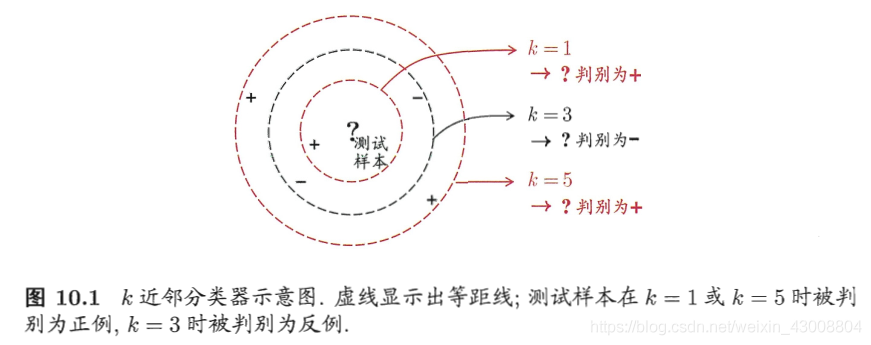 k = 1
→ ?判别为+
k = 3
→ ?判别为−
k = 5
→ ?判别为+
+
−
?
测试
样本
+
−
+
图 10.1 k 近邻分类器示意图. 虚线显示出等距线; 测试样本在 k = 1 或 k = 5 时被判
别为正例, k = 3 时被判别为反例.
https://blog.csdn.net/weixin_43008804